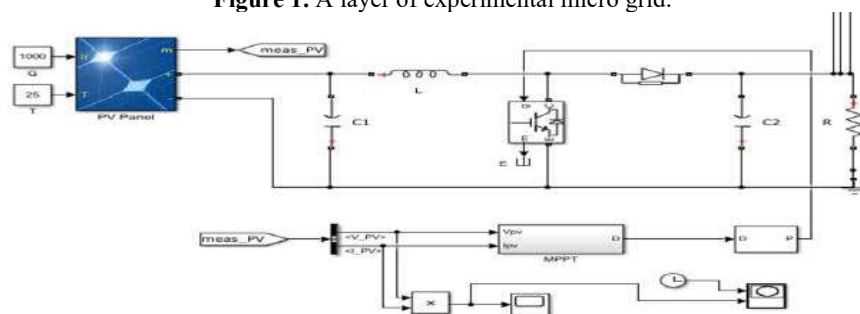 Figure 1. A layer of experimental micro grid.
1000
G
25
T
Ir
T
m
+
PV Panel
meas_PV
L
C1
g
C
E
E
C2
R
meas_PV
<V_PV>
<I_PV>
Vpv
Ipv
D
MPPT
D
P
×